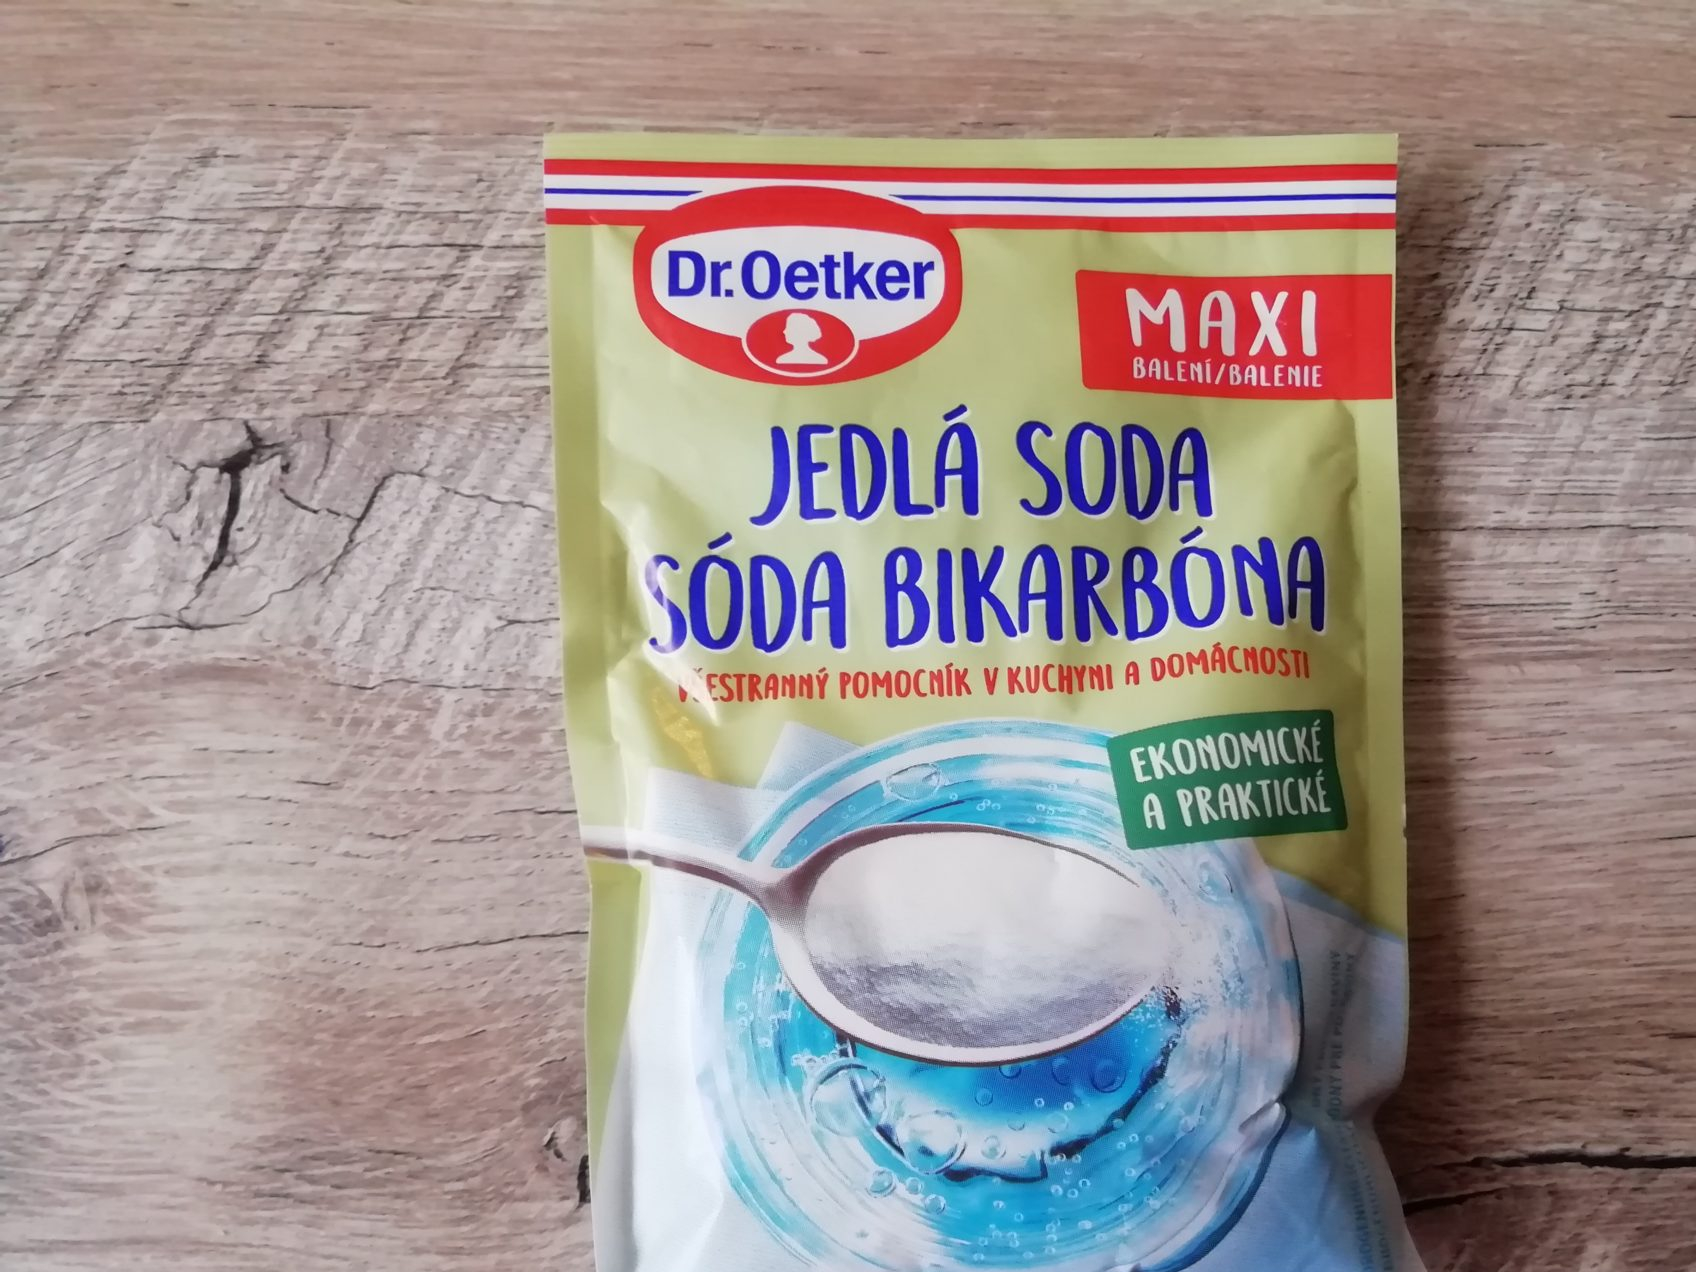 Dr. Oetker
MAXI
BALENÍ/BALENIE
JEDLÁ SODA
SÓDA BIKARBÓNA
VŠESTRANNÝ POMOCNÍK V KUCHYNI A DOMÁCNOSTI
EKONOMICKÉ
A PRAKTICKÉ